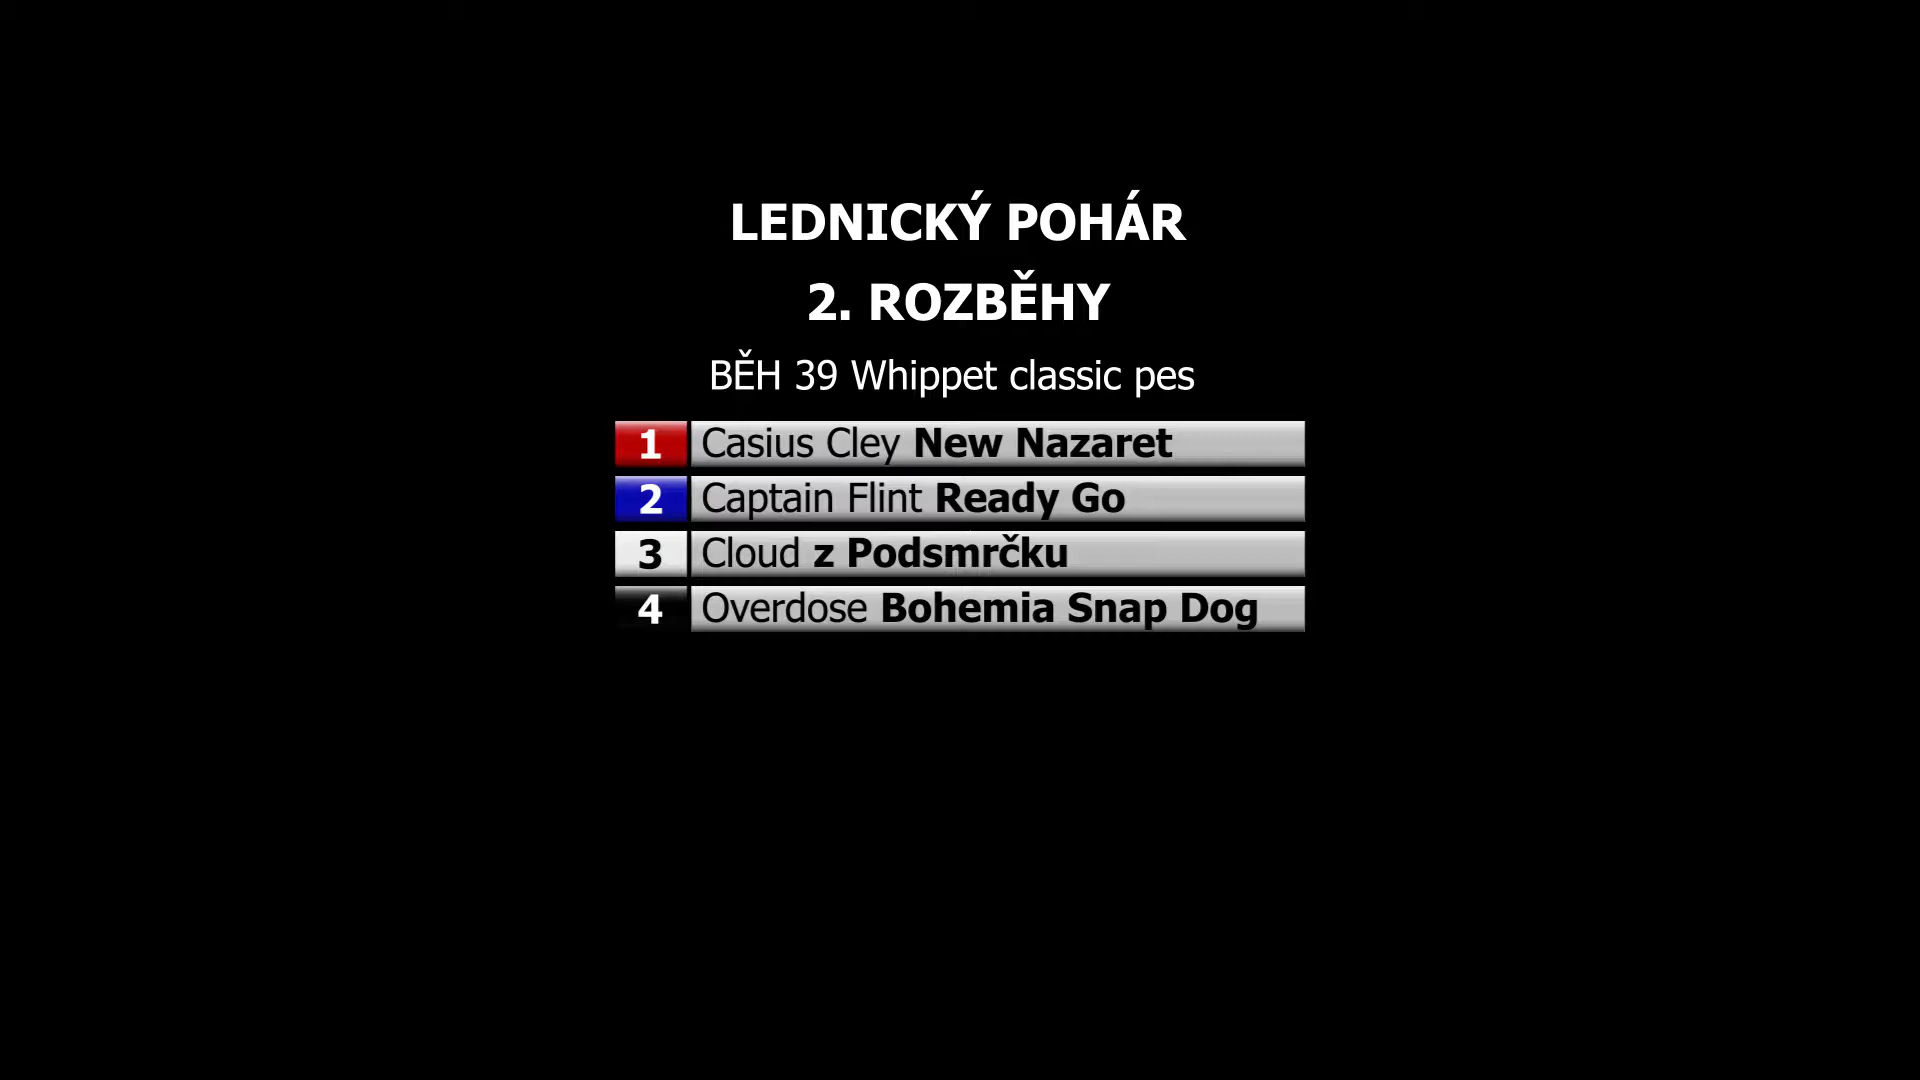 LEDNICKÝ POHÁR
2. ROZBĚHY
BĚH 39 Whippet classic pes
1 Casius Cley New Nazaret
2 Captain Flint Ready Go
3 Cloud z Podsmrčku
4 Overdose Bohemia Snap Dog